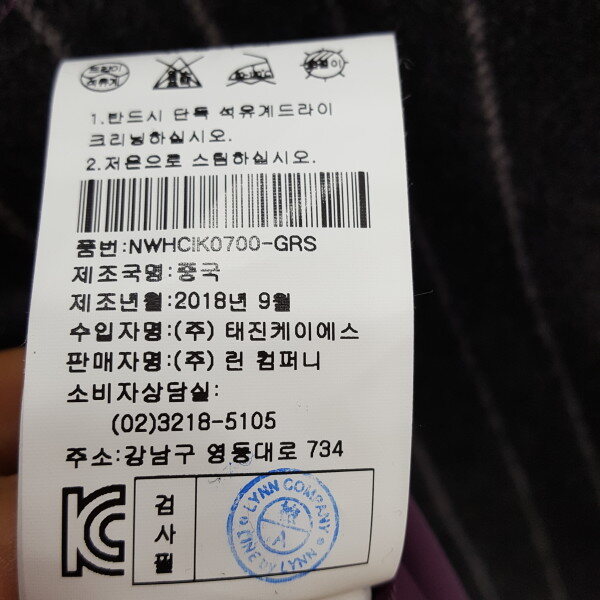 드라이
석유계
1.반드시 단독 석유계드라이
크리닝하십시오.
2.저온으로 스팀하십시오.
품번:NWHCIK0700-GRS
제조국명:중국
제조년월:2018년 9월
수입자명:(주) 태진케이에스
판매자명:(주) 린 컴퍼니
소비자상담실:
(02)3218-5105
주소:강남구 영동대로 734
KC
검사필
LYNN COMPANY
A